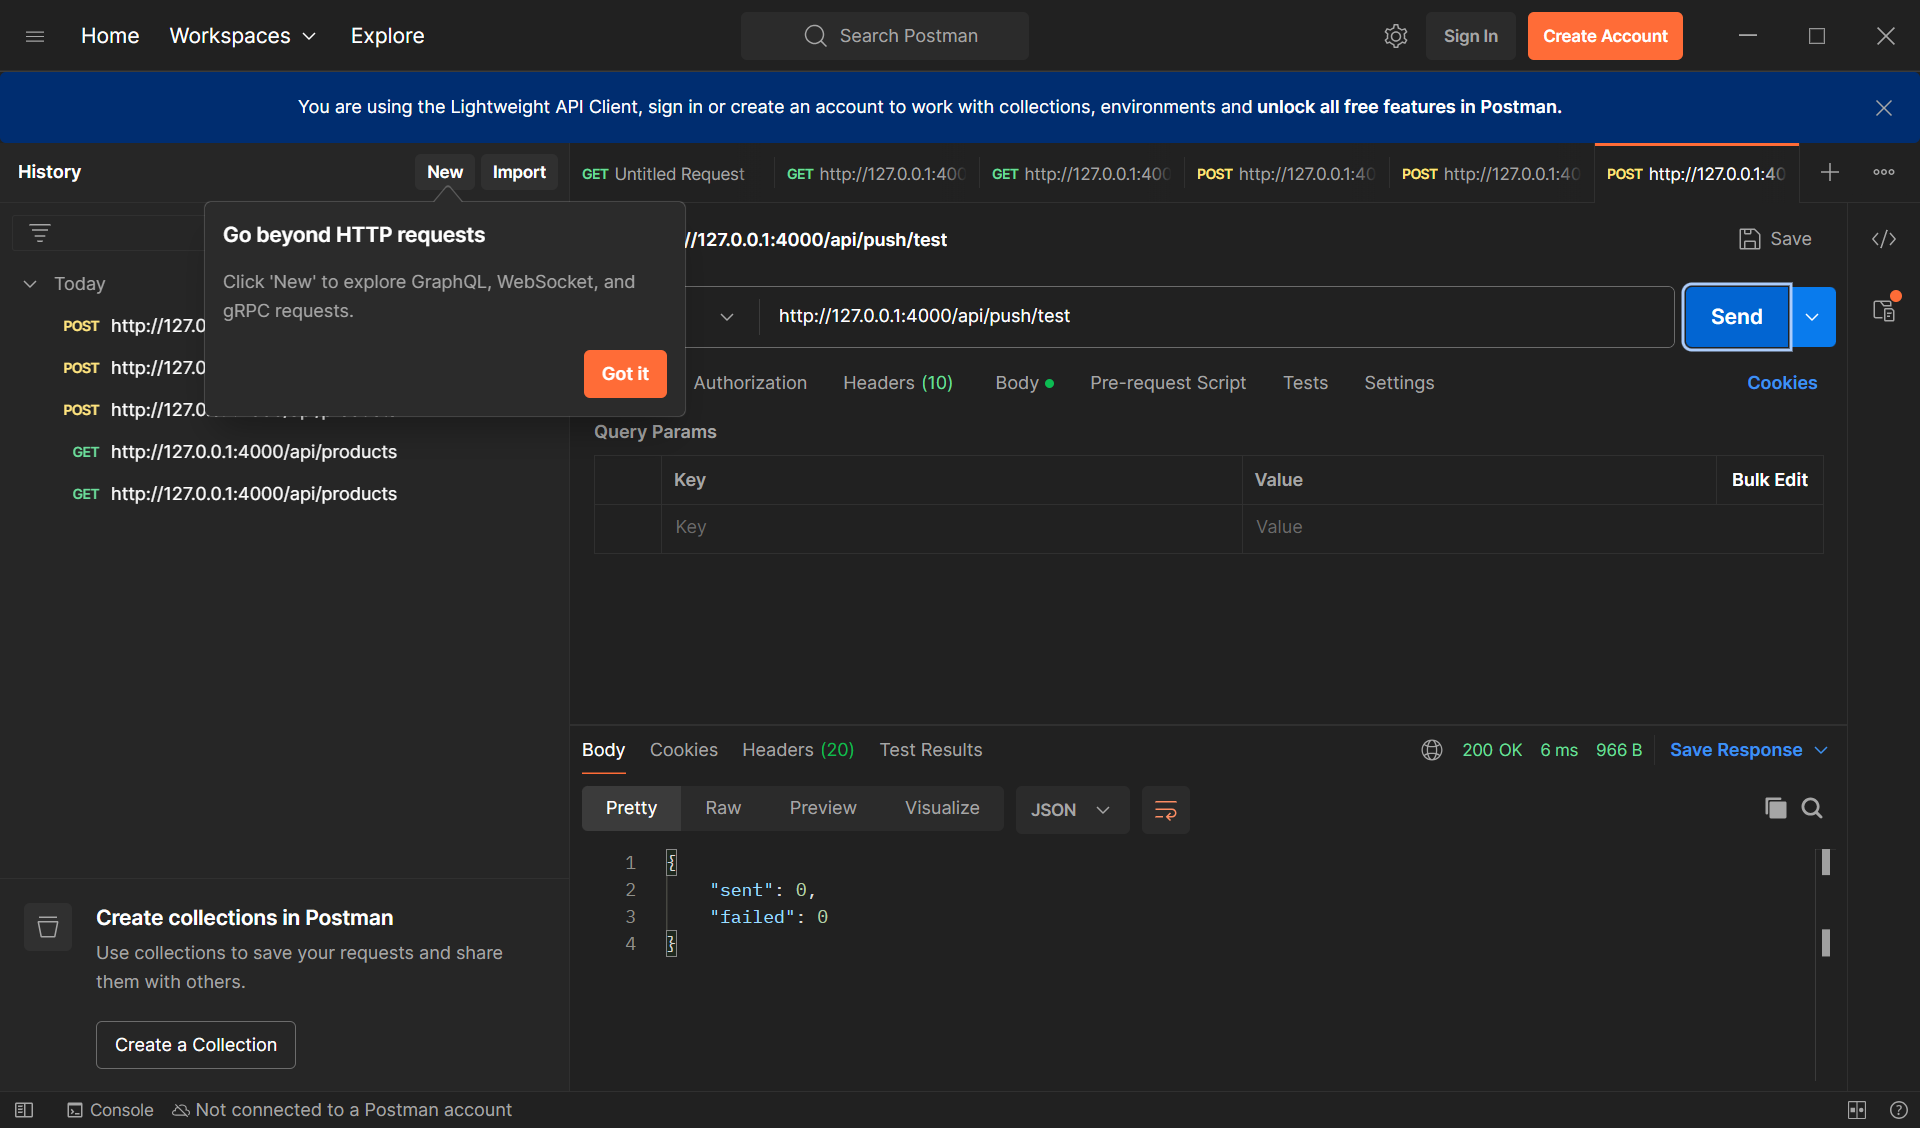 Home
Workspaces
Explore
Search Postman
Sign In
Create Account
You are using the Lightweight API Client, sign in or create an account to work with collections, environments and unlock all free features in Postman.
History
New
Import
GET Untitled Request
GET http://127.0.0.1:400
GET http://127.0.0.1:400
POST http://127.0.0.1:40
POST http://127.0.0.1:40
POST http://127.0.0.1:40
Go beyond HTTP requests
Click 'New' to explore GraphQL, WebSocket, and
gRPC requests.
Got it
Today
POST http://127.0
POST http://127.0
POST http://127.0
GET http://127.0.0.1:4000/api/products
GET http://127.0.0.1:4000/api/products
//127.0.0.1:4000/api/push/test
Save
http://127.0.0.1:4000/api/push/test
Send
Authorization
Headers (10)
Body
Pre-request Script
Tests
Settings
Cookies
Query Params
Key
Value
Bulk Edit
Key
Value
Body
Cookies
Headers (20)
Test Results
200 OK
6 ms
966 B
Save Response
Pretty
Raw
Preview
Visualize
JSON
1 {
2 "sent": 0,
3 "failed": 0
4 }
Create collections in Postman
Use collections to save your requests and share
them with others.
Create a Collection
Console
Not connected to a Postman account